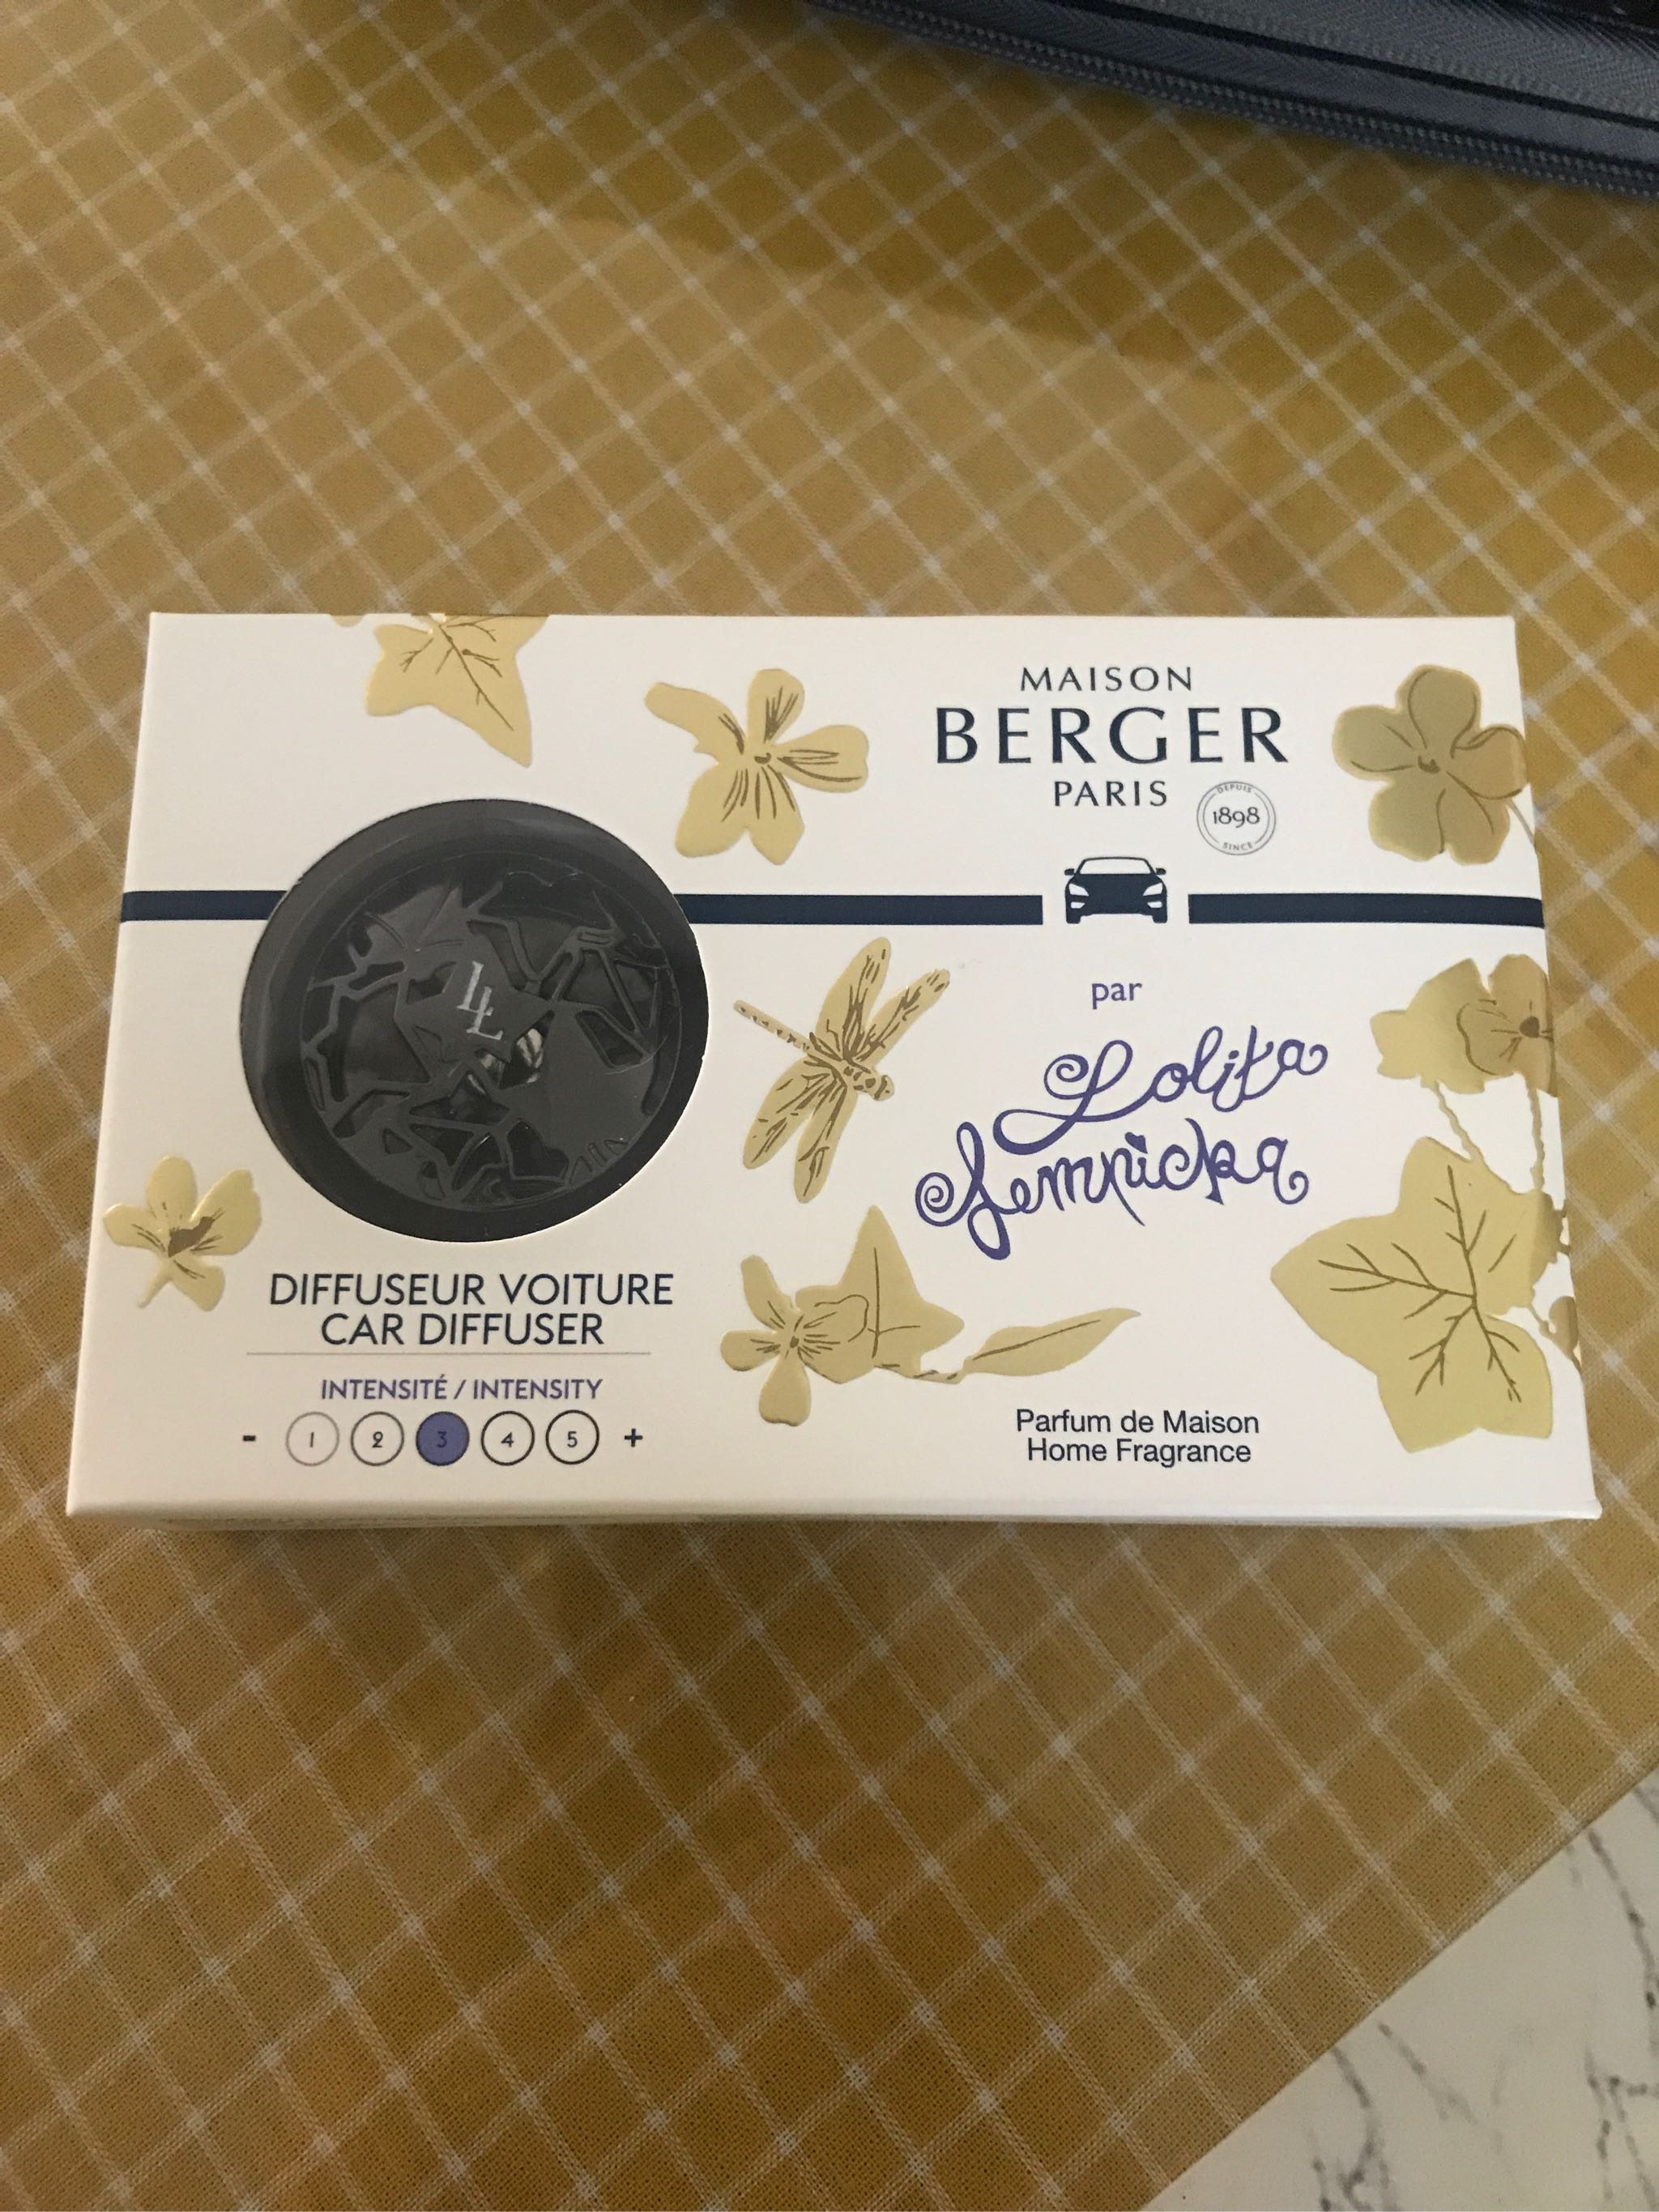 MAISON
BERGER
PARIS
DEPUIS
1898
SINCE
par
Lolita
Lempicka
LL
DIFFUSEUR VOITURE
CAR DIFFUSER
INTENSITÉ / INTENSITY
- 1 2 3 4 5 +
Parfum de Maison
Home Fragrance